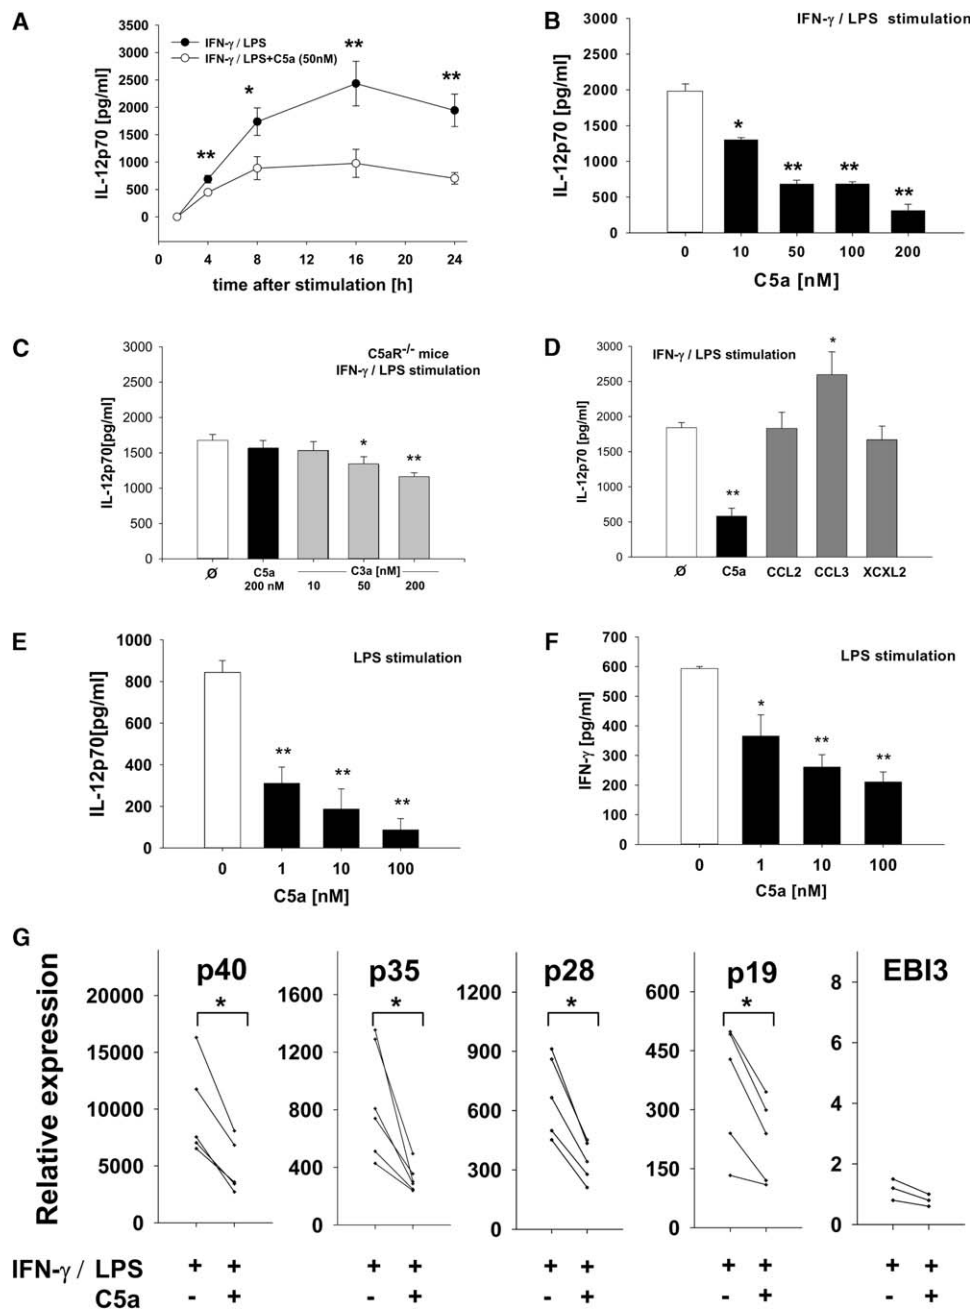 A
IL-12p70 [pg/ml]
3500
3000
2500
2000
1500
1000
500
0
IFN-γ / LPS
IFN-γ / LPS+C5a (50nM)
**
*
**
**
0 4 8 12 16 20 24
time after stimulation [h]
B
IFN-γ / LPS stimulation
IL-12p70 [pg/ml]
3000
2500
2000
1500
1000
500
0
*
**
**
**
0 10 50 100 200
C5a [nM]
C
C5aR-/- mice
IFN-γ / LPS stimulation
IL-12p70[pg/ml]
3000
2500
2000
1500
1000
500
0
*
**
Ø C5a C3a [nM]
200 nM 10 50 200
D
IFN-γ / LPS stimulation
IL-12p70 [pg/ml]
3000
2500
2000
1500
1000
500
0
**
*
Ø C5a CCL2 CCL3 XCXL2
E
LPS stimulation
IL-12p70[pg/ml]
1000
800
600
400
200
0
**
**
**
0 1 10 100
C5a [nM]
F
LPS stimulation
IFN-γ [pg/ml]
700
600
500
400
300
200
100
0
*
**
**
0 1 10 100
C5a [nM]
G
Relative expression
p40
*
20000
15000
10000
5000
0
p35
*
1600
1200
800
400
0
p28
*
1200
900
600
300
0
p19
*
600
450
300
150
0
EBI3
8
6
4
2
0
IFN-γ / LPS + + + + + + + + + +
C5a - + - + - + - + - +